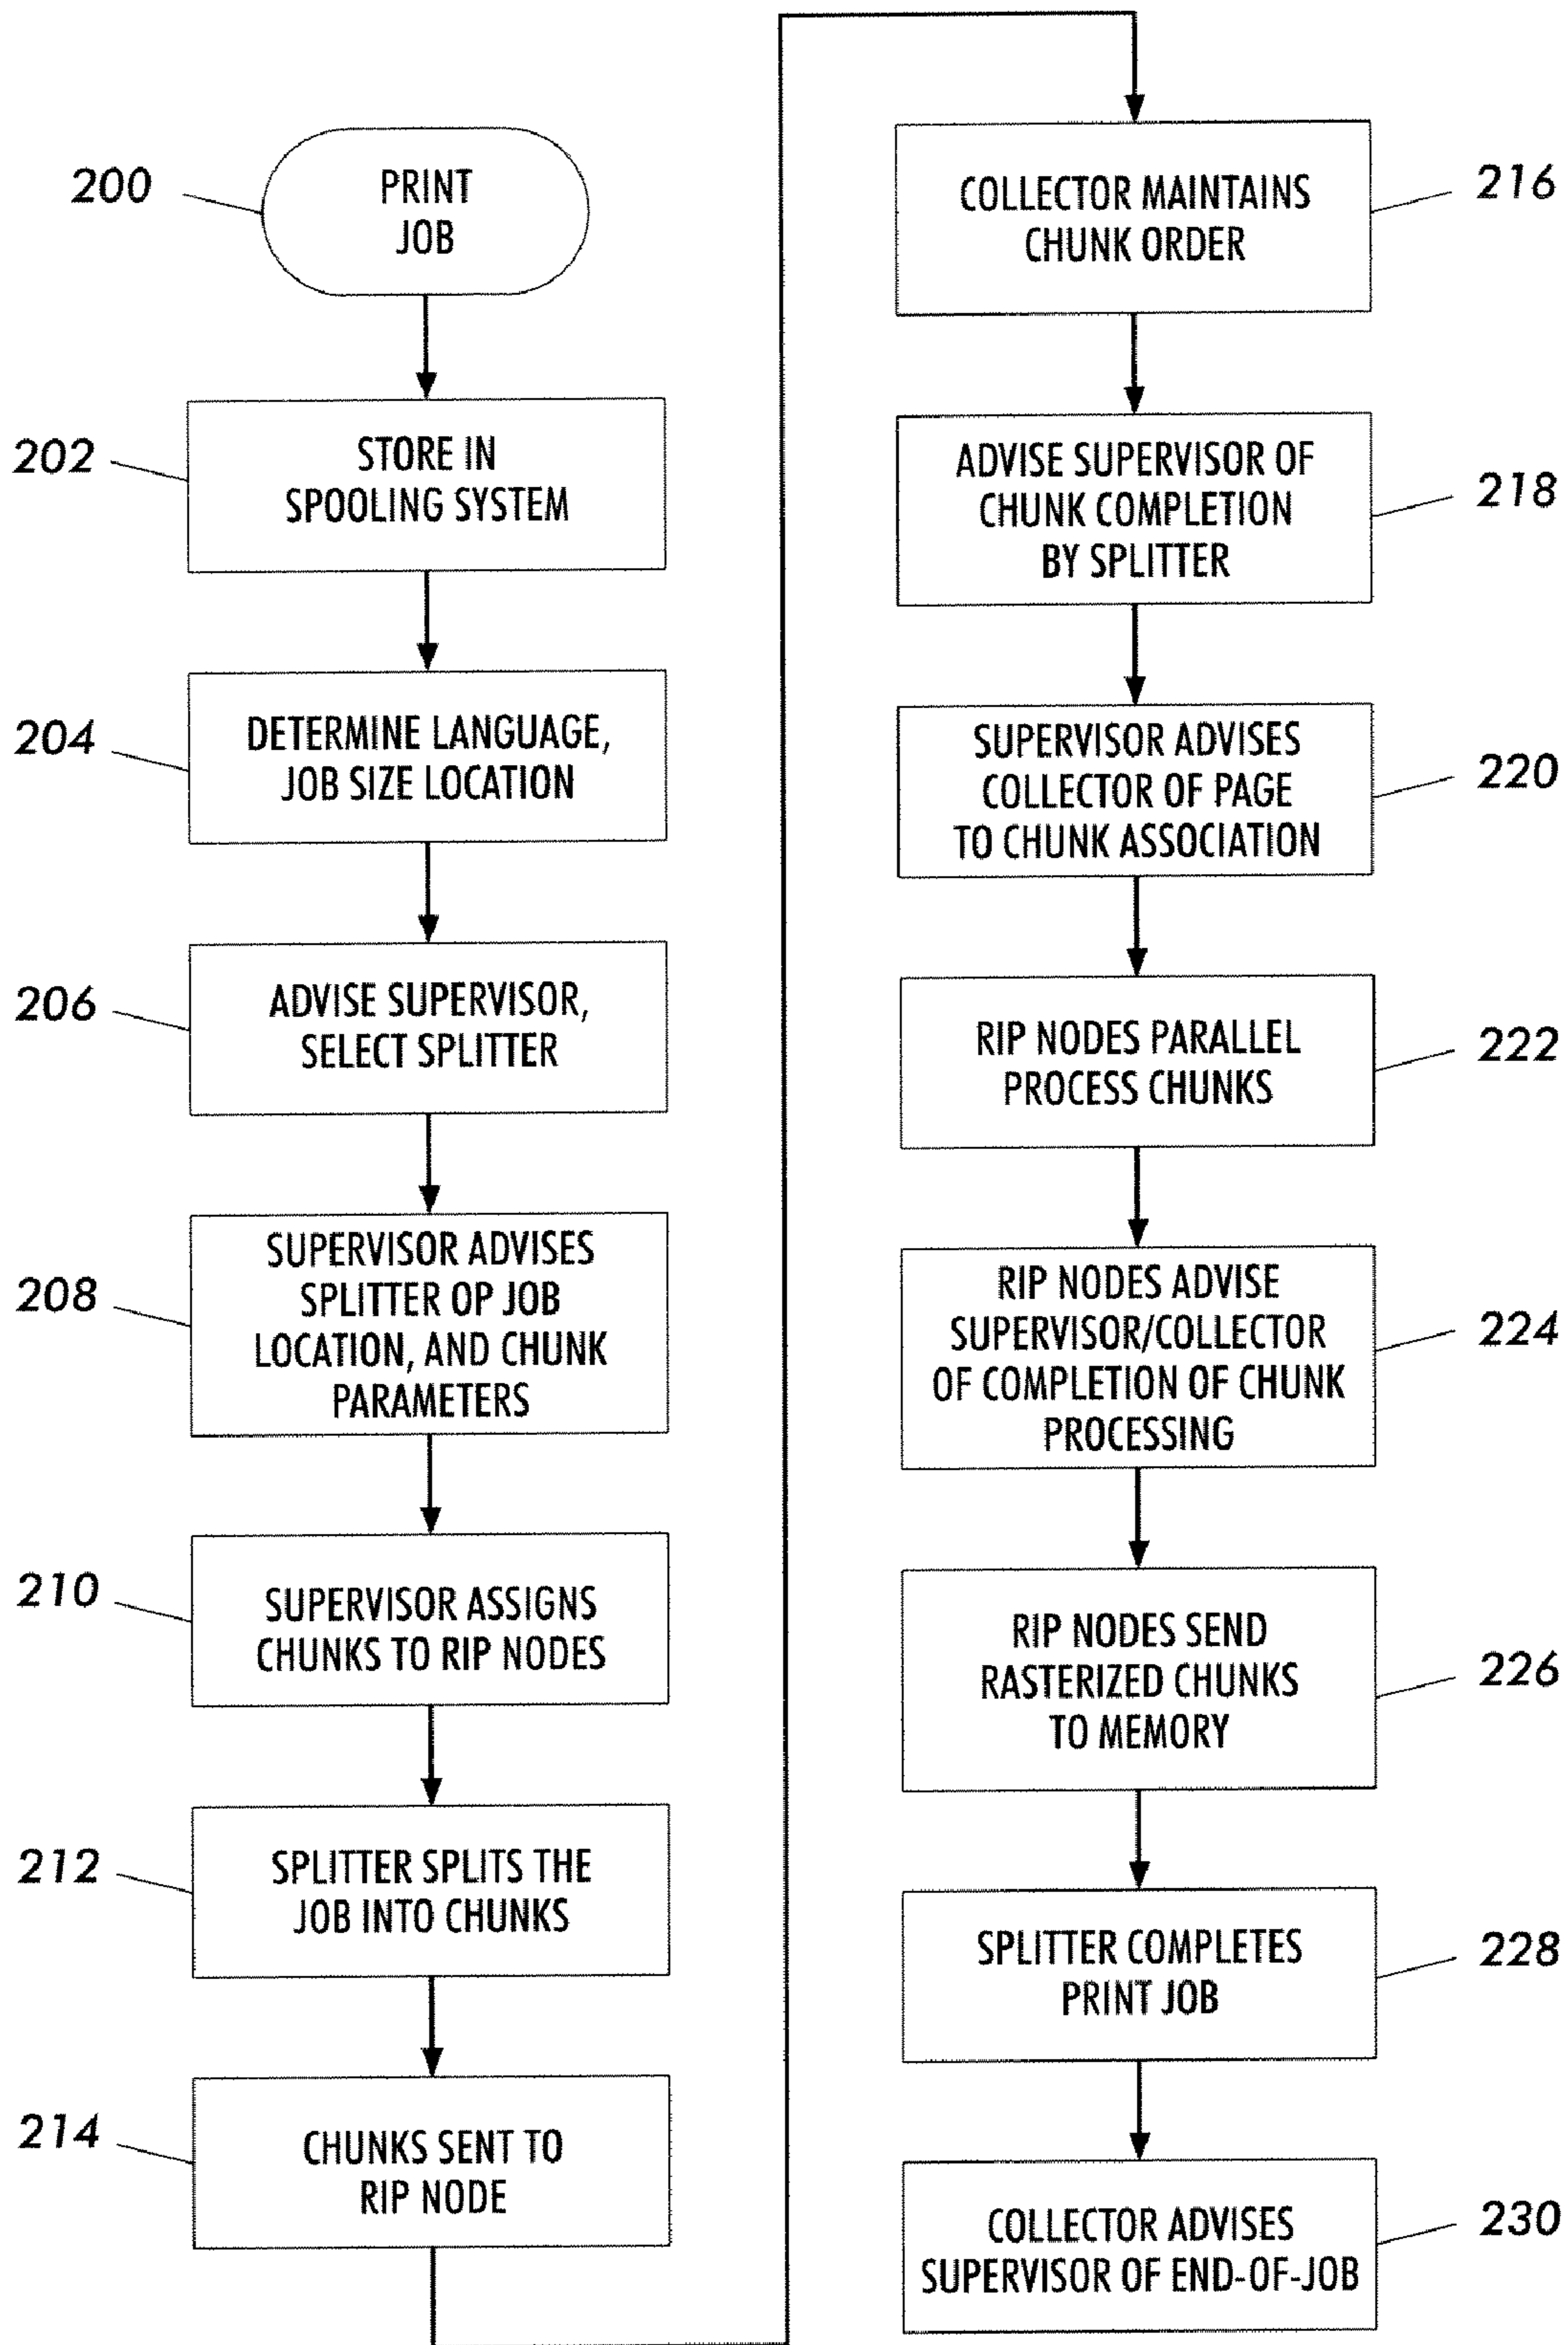 200
PRINT
JOB
202
STORE IN
SPOOLING SYSTEM
204
DETERMINE LANGUAGE,
JOB SIZE LOCATION
206
ADVISE SUPERVISOR,
SELECT SPLITTER
208
SUPERVISOR ADVISES
SPLITTER OP JOB
LOCATION, AND CHUNK
PARAMETERS
210
SUPERVISOR ASSIGNS
CHUNKS TO RIP NODES
212
SPLITTER SPLITS THE
JOB INTO CHUNKS
214
CHUNKS SENT TO
RIP NODE
216
COLLECTOR MAINTAINS
CHUNK ORDER
218
ADVISE SUPERVISOR OF
CHUNK COMPLETION
BY SPLITTER
220
SUPERVISOR ADVISES
COLLECTOR OF PAGE
TO CHUNK ASSOCIATION
222
RIP NODES PARALLEL
PROCESS CHUNKS
224
RIP NODES ADVISE
SUPERVISOR/COLLECTOR
OF COMPLETION OF CHUNK
PROCESSING
226
RIP NODES SEND
RASTERIZED CHUNKS
TO MEMORY
228
SPLITTER COMPLETES
PRINT JOB
230
COLLECTOR ADVISES
SUPERVISOR OF END-OF-JOB